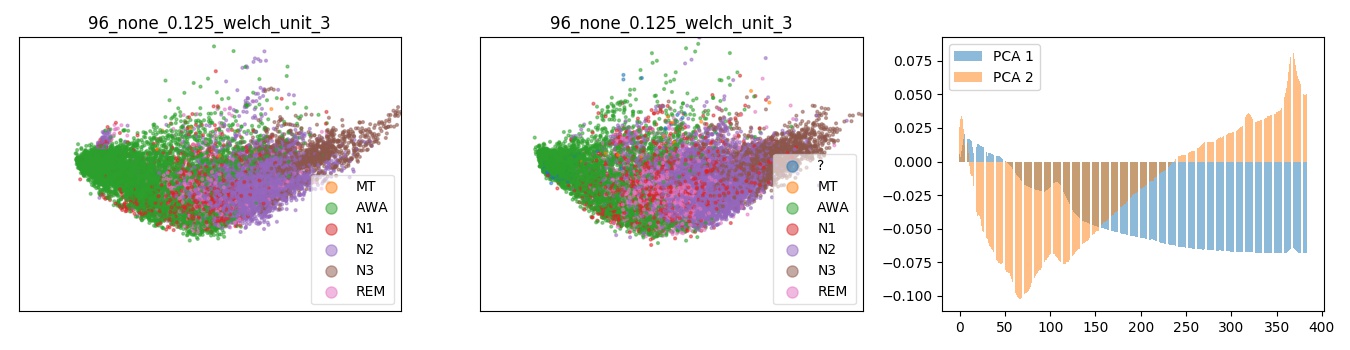 96_none_0.125_welch_unit_3
MT
AWA
N1
N2
N3
REM
96_none_0.125_welch_unit_3
?
MT
AWA
N1
N2
N3
REM
PCA 1
PCA 2
0.075
0.050
0.025
0.000
−0.025
−0.050
−0.075
−0.100
0 50 100 150 200 250 300 350 400